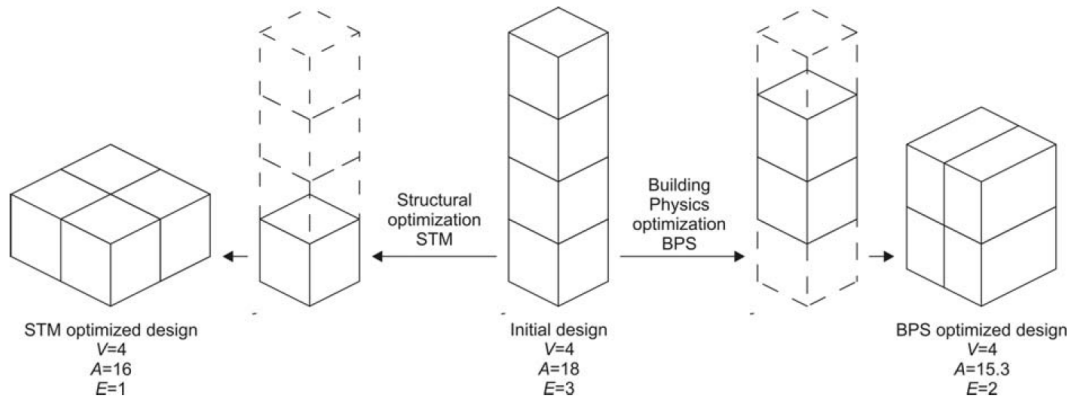 Structural
optimization
STM
Building
Physics
optimization
BPS
STM optimized design
V=4
A=16
E=1
Initial design
V=4
A=18
E=3
BPS optimized design
V=4
A=15.3
E=2